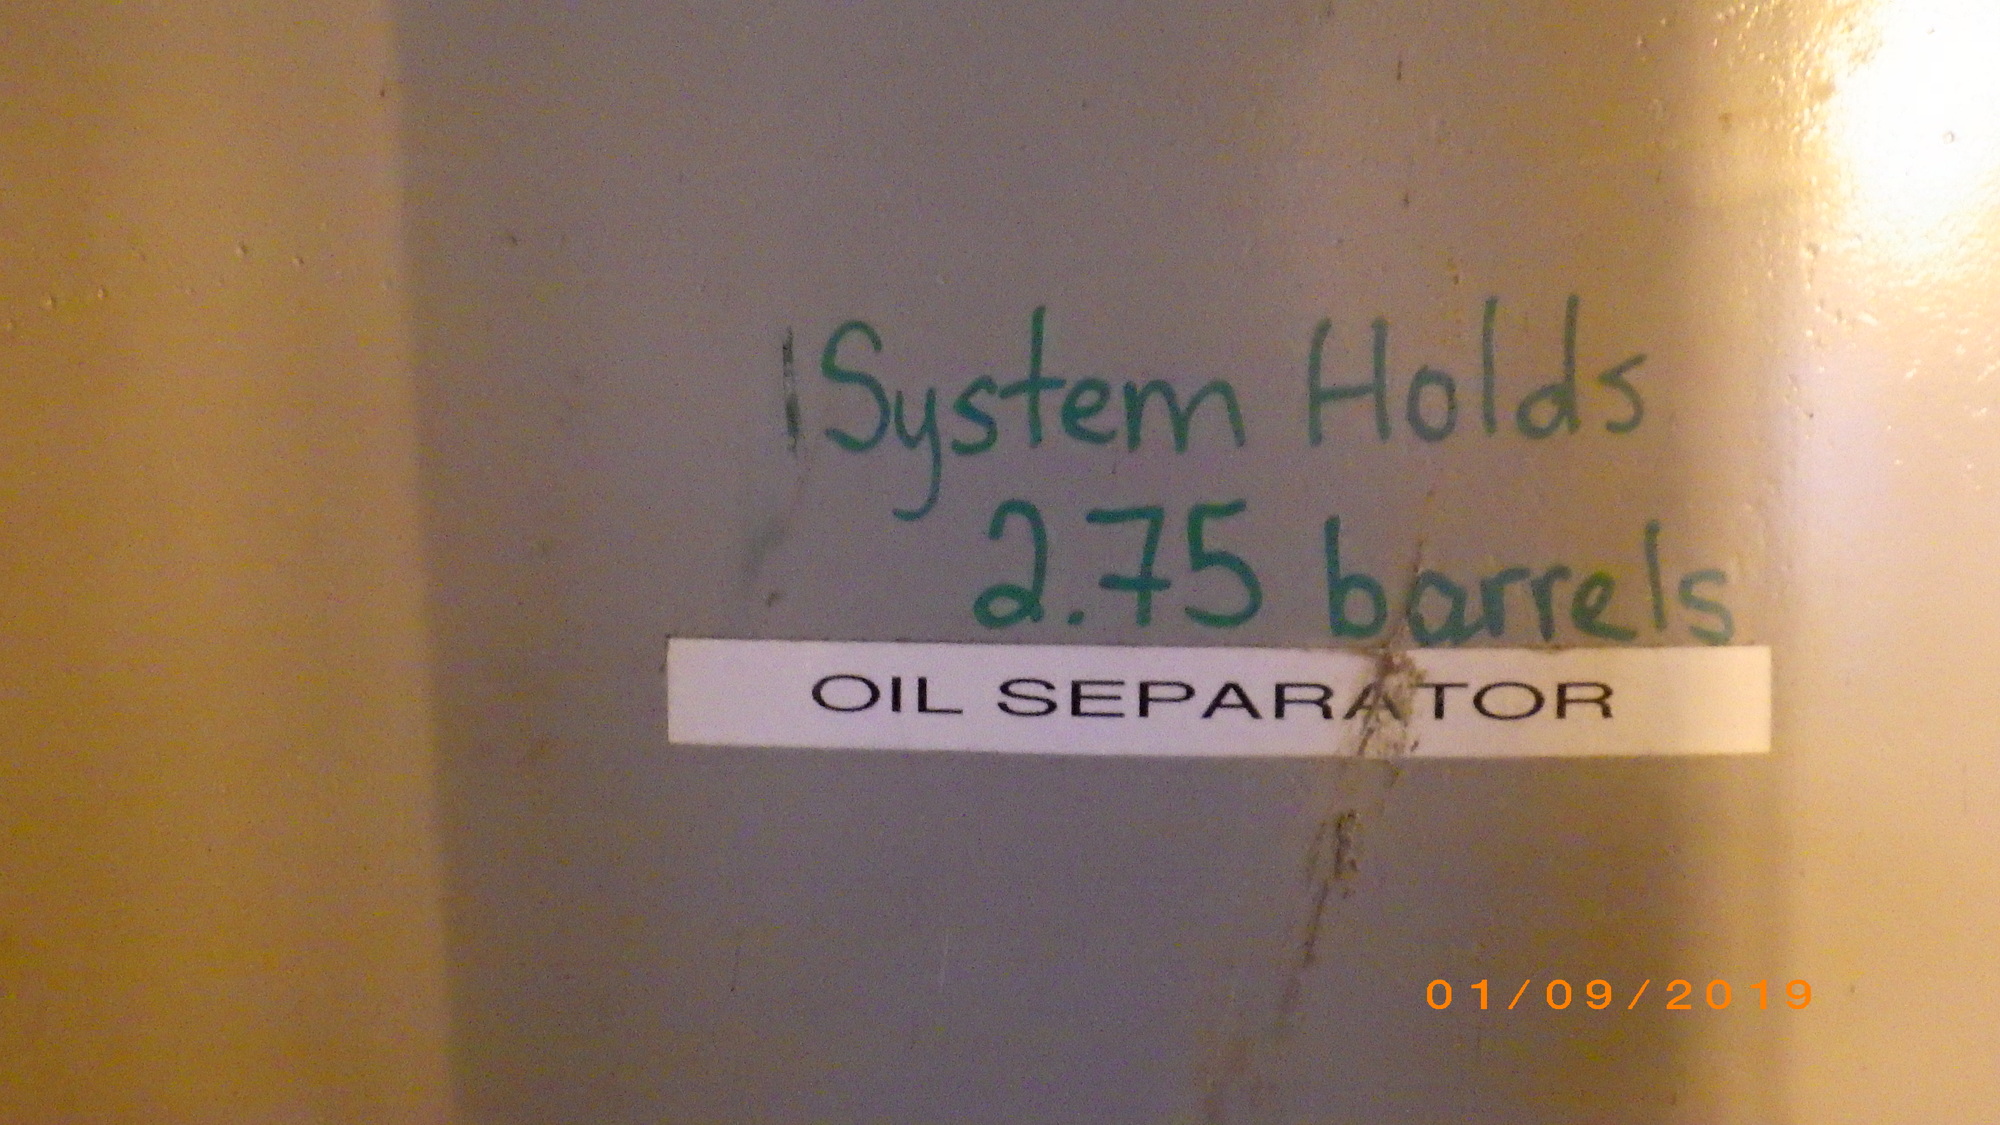 System Holds
2.75 barrels
OIL SEPARATOR
01/09/2019